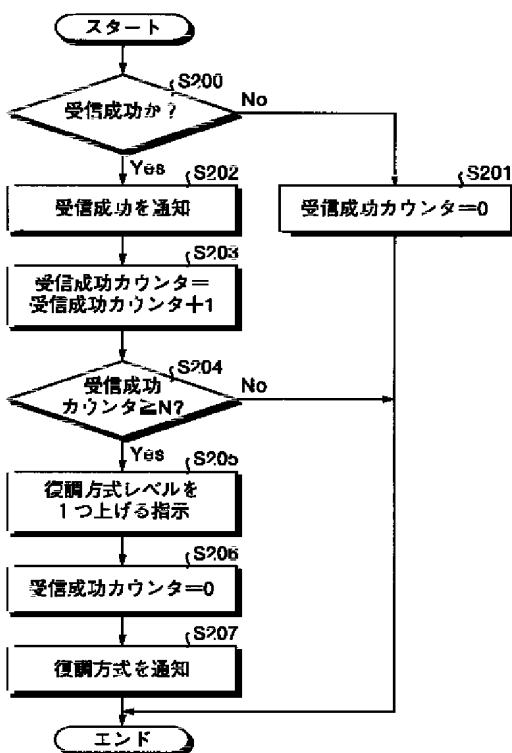 スタート
S200
受信成功か?
No
Yes
S202
受信成功を通知
S201
受信成功カウンタ=0
S203
受信成功カウンタ=
受信成功カウンタ+1
S204
受信成功
カウンタ≧N?
No
Yes
S205
復調方式レベルを
1つ上げる指示
S206
受信成功カウンタ=0
S207
復調方式を通知
エンド